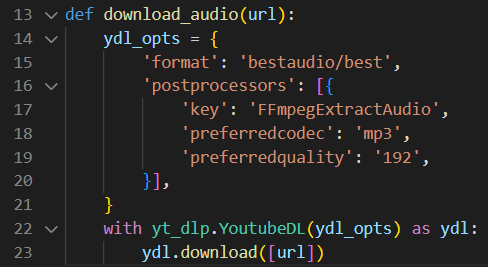 13 def download_audio(url):
14     ydl_opts = {
15         'format': 'bestaudio/best',
16         'postprocessors': [{
17             'key': 'FFmpegExtractAudio',
18             'preferredcodec': 'mp3',
19             'preferredquality': '192',
20         }],
21     }
22     with yt_dlp.YoutubeDL(ydl_opts) as ydl:
23         ydl.download([url])